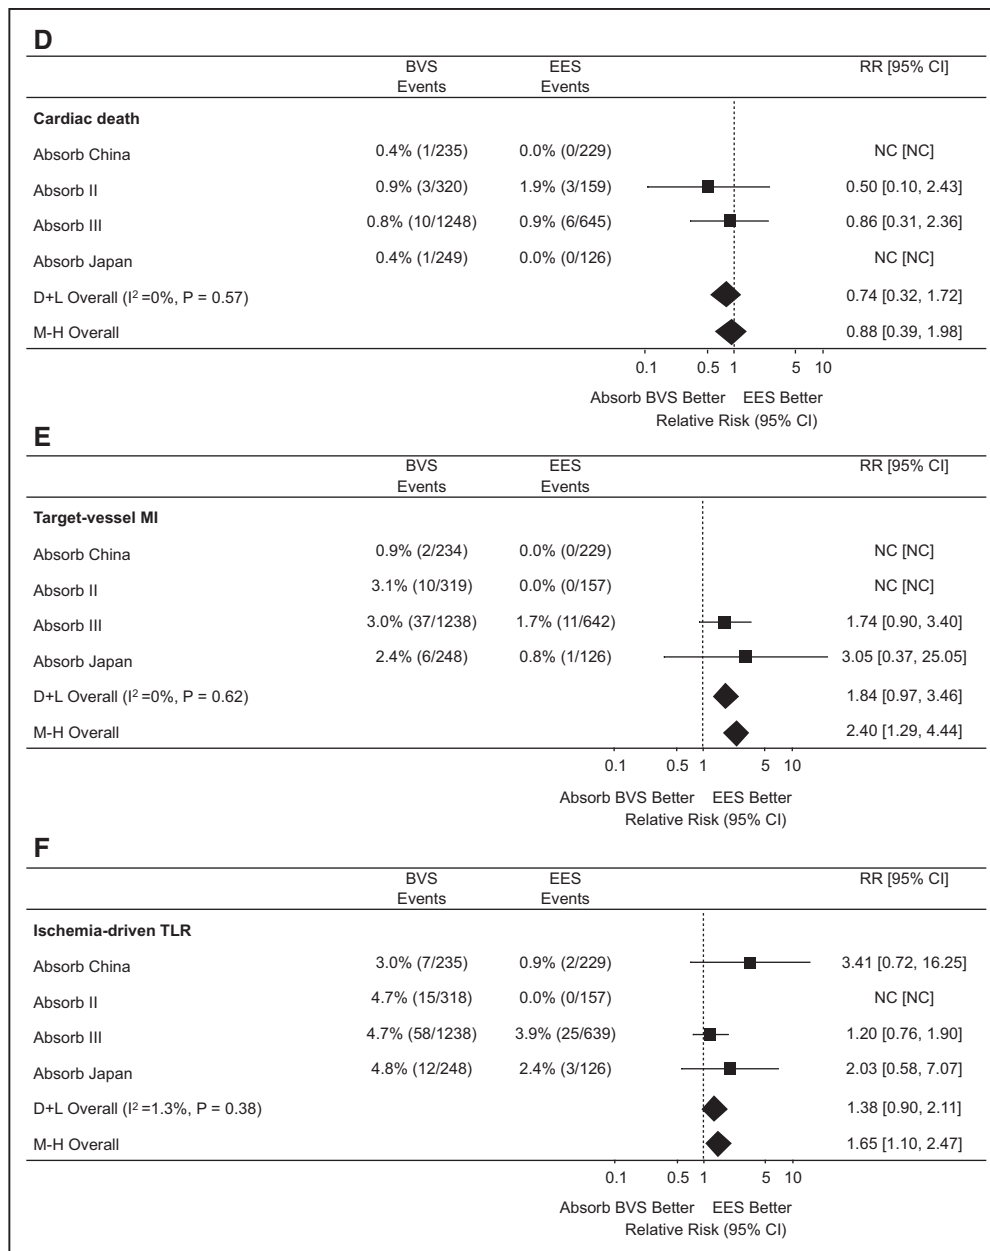 D
BVS EES RR [95% CI]
Events Events
Cardiac death
Absorb China 0.4% (1/235) 0.0% (0/229) NC [NC]
Absorb II 0.9% (3/320) 1.9% (3/159) 0.50 [0.10, 2.43]
Absorb III 0.8% (10/1248) 0.9% (6/645) 0.86 [0.31, 2.36]
Absorb Japan 0.4% (1/249) 0.0% (0/126) NC [NC]
D+L Overall (I² =0%, P = 0.57) 0.74 [0.32, 1.72]
M-H Overall 0.88 [0.39, 1.98]
0.1 0.5 1 5 10
Absorb BVS Better EES Better
Relative Risk (95% CI)
E
BVS EES RR [95% CI]
Events Events
Target-vessel MI
Absorb China 0.9% (2/234) 0.0% (0/229) NC [NC]
Absorb II 3.1% (10/319) 0.0% (0/157) NC [NC]
Absorb III 3.0% (37/1238) 1.7% (11/642) 1.74 [0.90, 3.40]
Absorb Japan 2.4% (6/248) 0.8% (1/126) 3.05 [0.37, 25.05]
D+L Overall (I² =0%, P = 0.62) 1.84 [0.97, 3.46]
M-H Overall 2.40 [1.29, 4.44]
0.1 0.5 1 5 10
Absorb BVS Better EES Better
Relative Risk (95% CI)
F
BVS EES RR [95% CI]
Events Events
Ischemia-driven TLR
Absorb China 3.0% (7/235) 0.9% (2/229) 3.41 [0.72, 16.25]
Absorb II 4.7% (15/318) 0.0% (0/157) NC [NC]
Absorb III 4.7% (58/1238) 3.9% (25/639) 1.20 [0.76, 1.90]
Absorb Japan 4.8% (12/248) 2.4% (3/126) 2.03 [0.58, 7.07]
D+L Overall (I² =1.3%, P = 0.38) 1.38 [0.90, 2.11]
M-H Overall 1.65 [1.10, 2.47]
0.1 0.5 1 5 10
Absorb BVS Better EES Better
Relative Risk (95% CI)